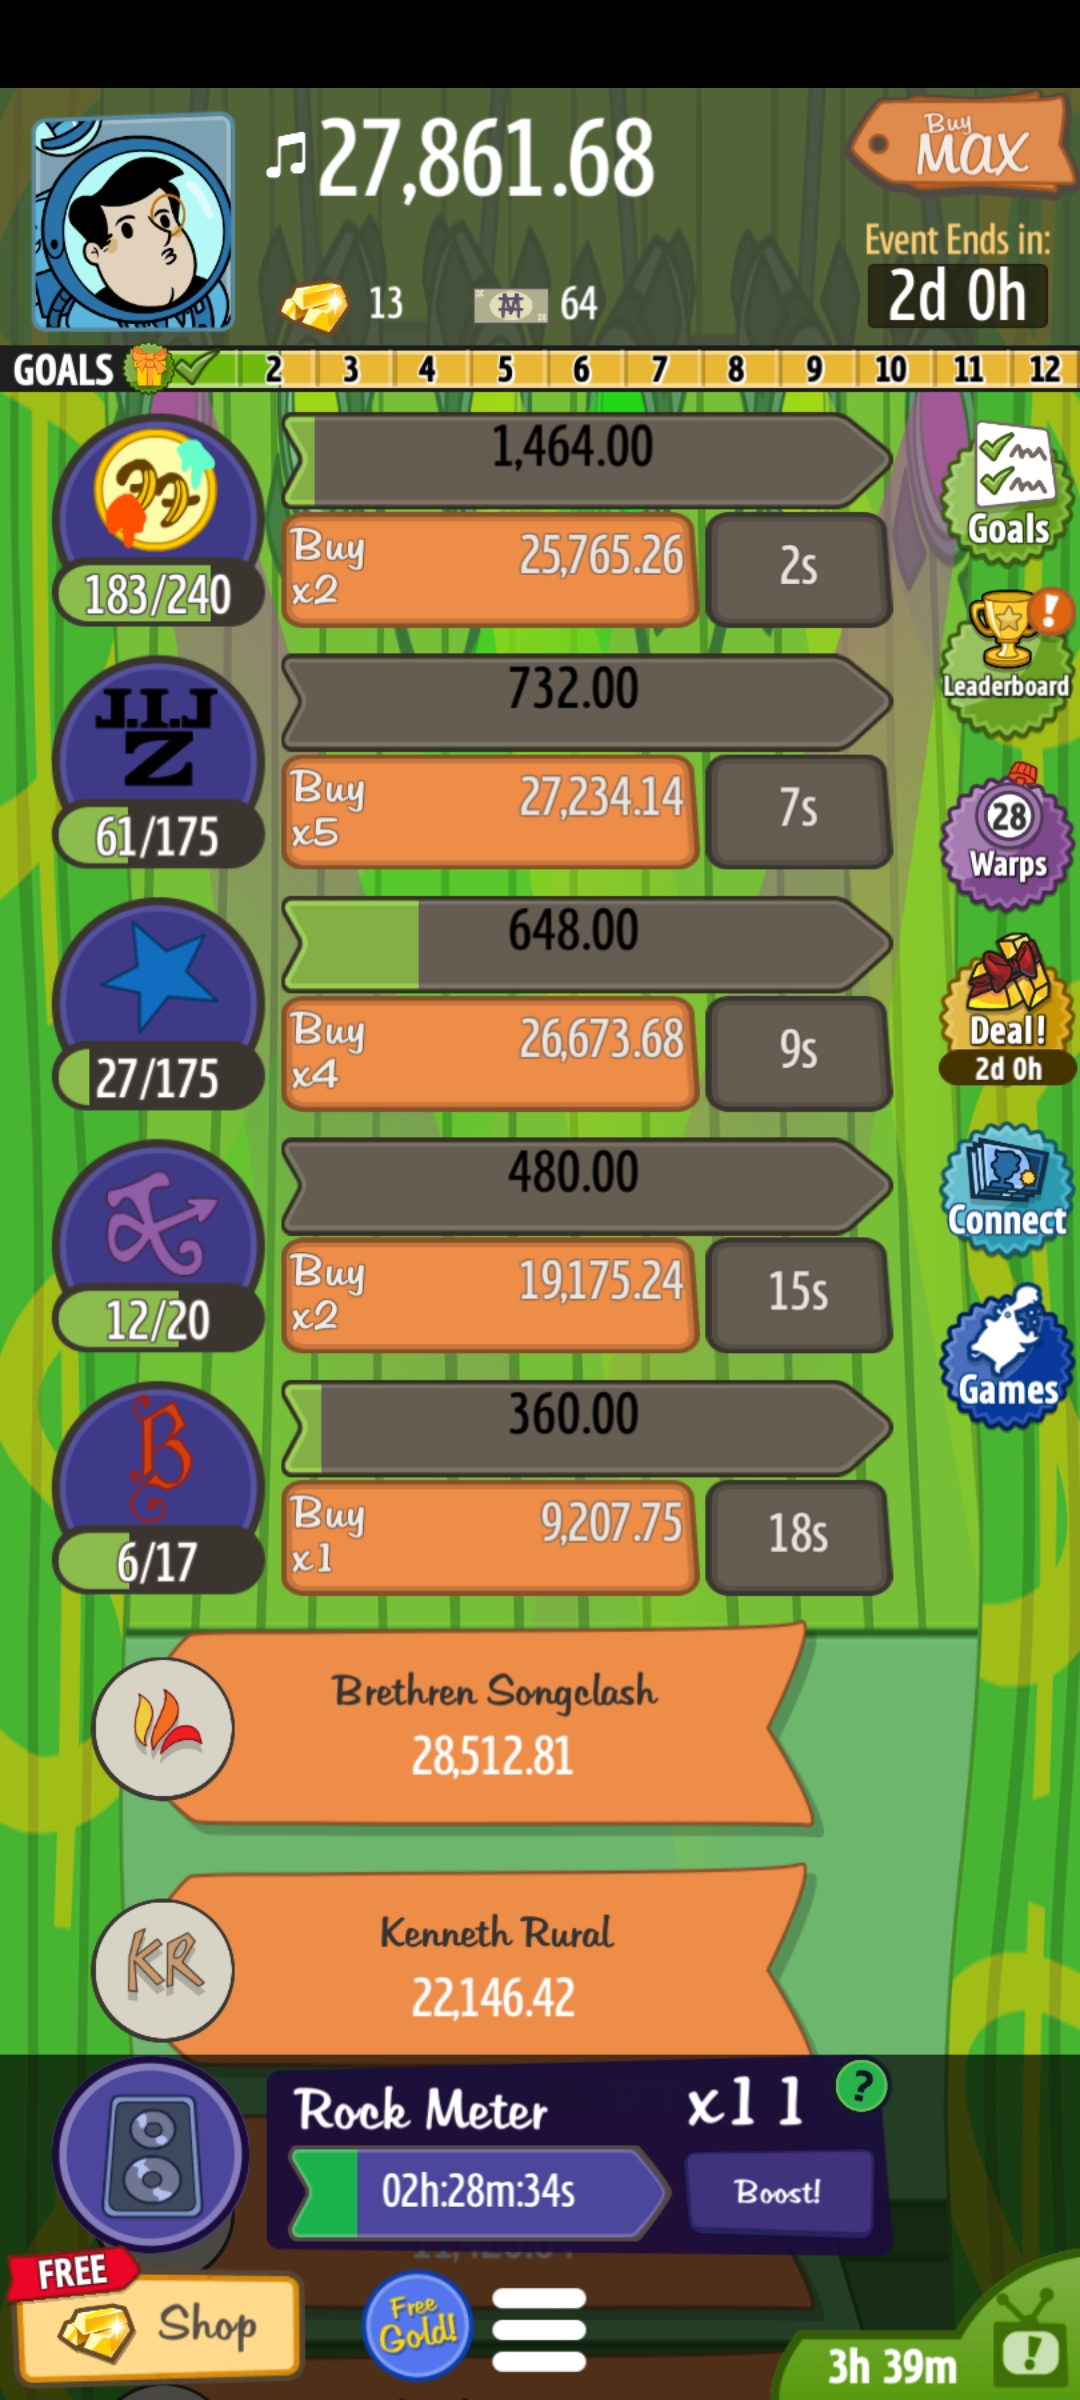 27,861.68
Buy
MAX
Event Ends in:
2d 0h
13
64
GOALS 2 3 4 5 6 7 8 9 10 11 12
1,464.00
183/240
Buy
x2
25,765.26
2s
Goals
Leaderboard
J.I.J
Z
732.00
61/175
Buy
x5
27,234.14
7s
28
Warps
648.00
27/175
Buy
x4
26,673.68
9s
Deal!
2d 0h
480.00
12/20
Buy
x2
19,175.24
15s
Connect
B
360.00
6/17
Buy
x1
9,207.75
18s
Games
Brethren Songclash
28,512.81
KR
Kenneth Rural
22,146.42
Rock Meter
x11
?
02h:28m:34s
Boost!
FREE
Shop
Free
Gold!
3h 39m